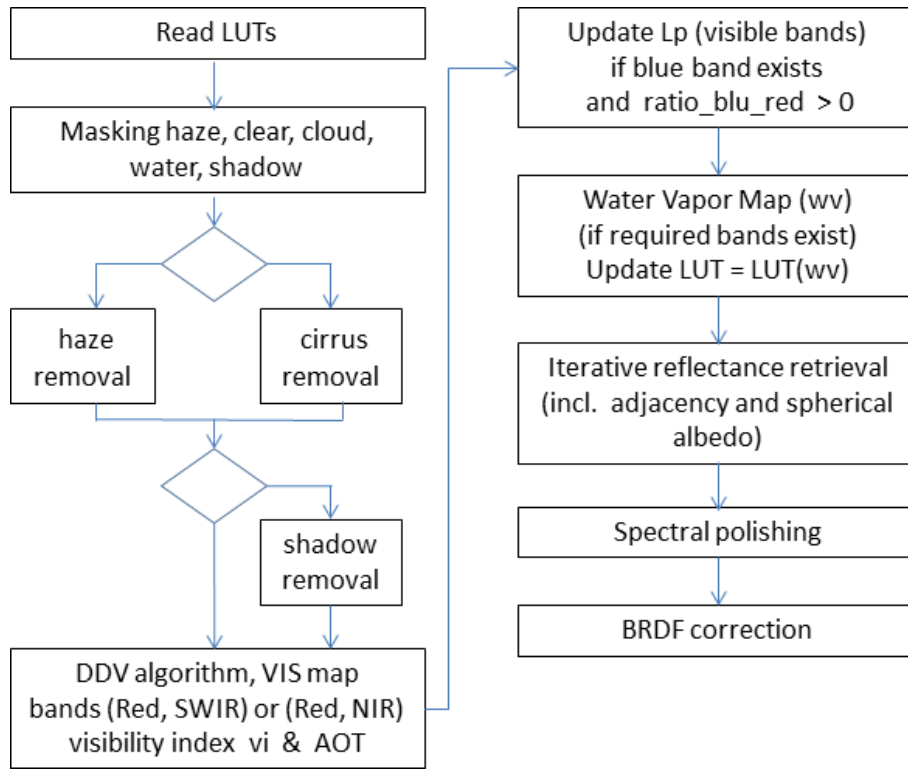 Read LUTs
Masking haze, clear, cloud,
water, shadow
haze
removal
cirrus
removal
shadow
removal
DDV algorithm, VIS map
bands (Red, SWIR) or (Red, NIR)
visibility index  vi  &  AOT
Update Lp (visible bands)
if blue band exists
and  ratio_blu_red  > 0
Water Vapor Map (wv)
(if required bands exist)
Update LUT = LUT(wv)
Iterative reflectance retrieval
(incl.  adjacency and spherical
albedo)
Spectral polishing
BRDF correction